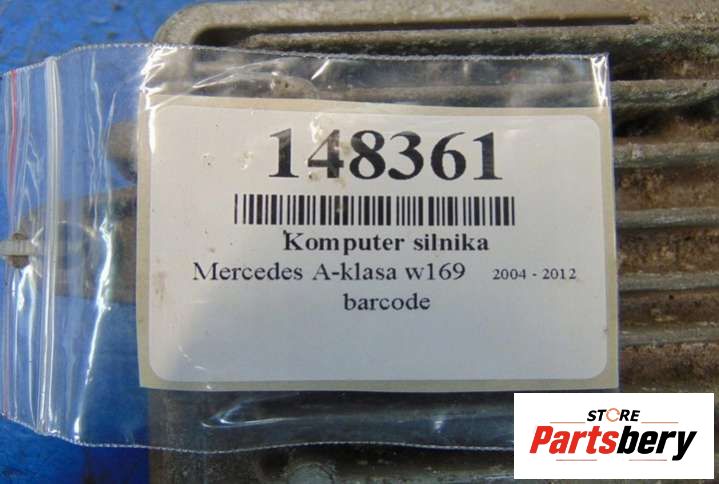 148361
Komputer silnika
Mercedes A-klasa w169 2004 - 2012
barcode
STORE
Partsbery